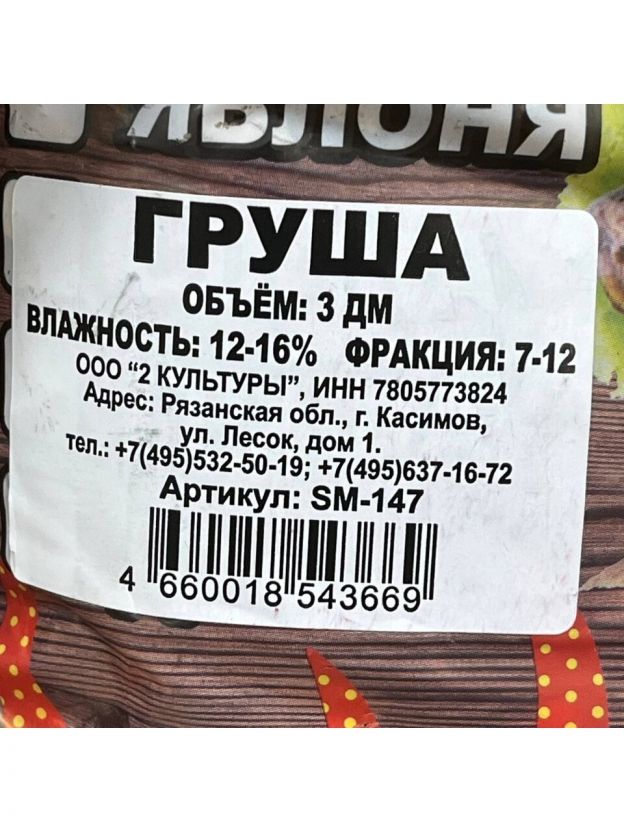 ЯБЛОНЯ
ГРУША
ОБЪЁМ: 3 ДМ
ВЛАЖНОСТЬ: 12-16% ФРАКЦИЯ: 7-12
ООО "2 КУЛЬТУРЫ", ИНН 7805773824
Адрес: Рязанская обл., г. Касимов,
ул. Лесок, дом 1.
тел.: +7(495)532-50-19; +7(495)637-16-72
Артикул: SM-147
4 660018 543669